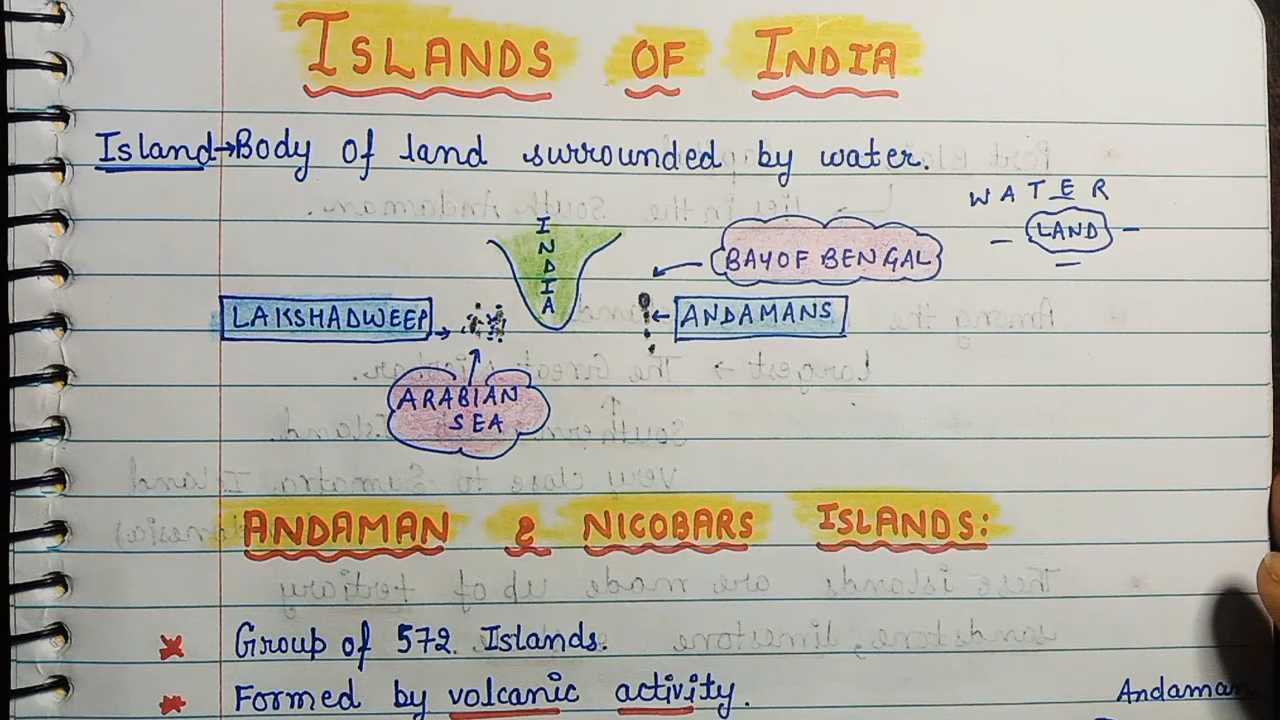 ISLANDS OF INDIA
Island→Body of land surrounded by water.
WATER
LAND
INDIA
BAY OF BENGAL
LAKSHADWEEP
ANDAMANS
ARABIAN
SEA
ANDAMAN & NICOBARS ISLANDS:
Group of 572 Islands.
Formed by volcanic activity.
Andaman